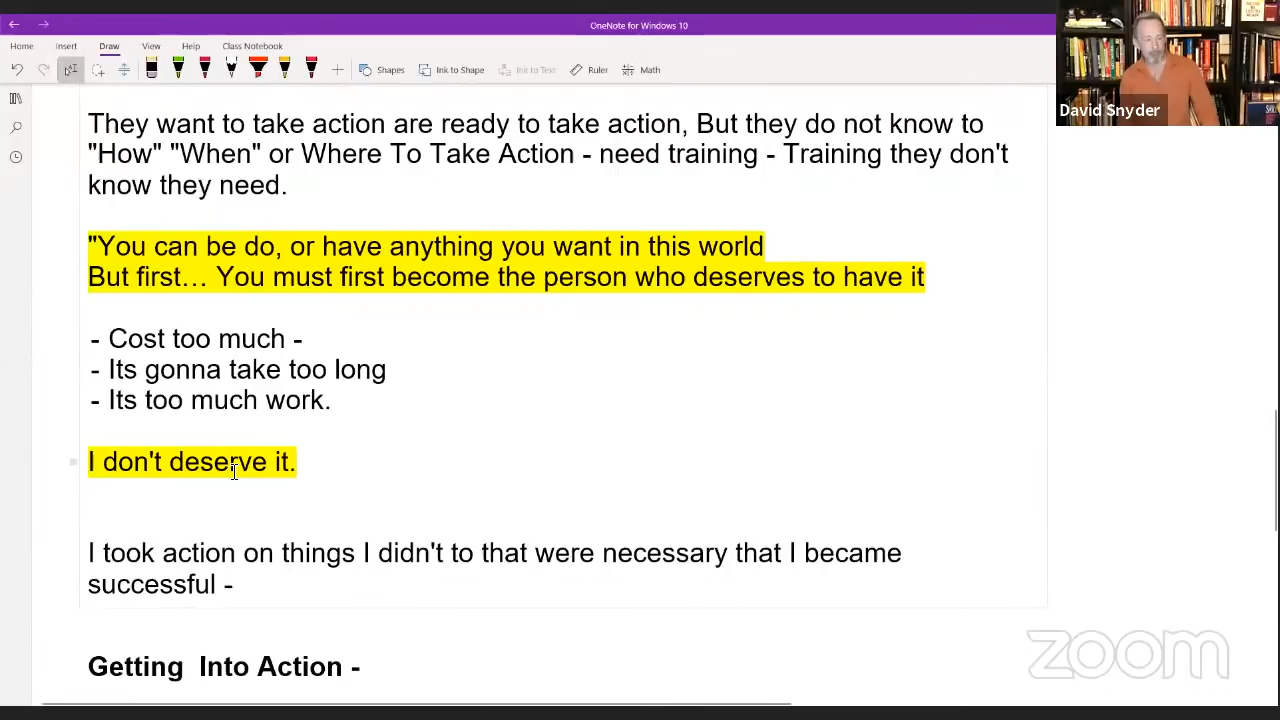 OneNote for Windows 10
Home Insert Draw View Help Class Notebook
Shapes Ink to Shape Ink to Text Ruler Math
David Snyder
They want to take action are ready to take action, But they do not know to
"How" "When" or Where To Take Action - need training - Training they don't
know they need.
"You can be do, or have anything you want in this world
But first… You must first become the person who deserves to have it
- Cost too much -
- Its gonna take too long
- Its too much work.
I don't deserve it.
I took action on things I didn't to that were necessary that I became
successful -
Getting Into Action -
zoom